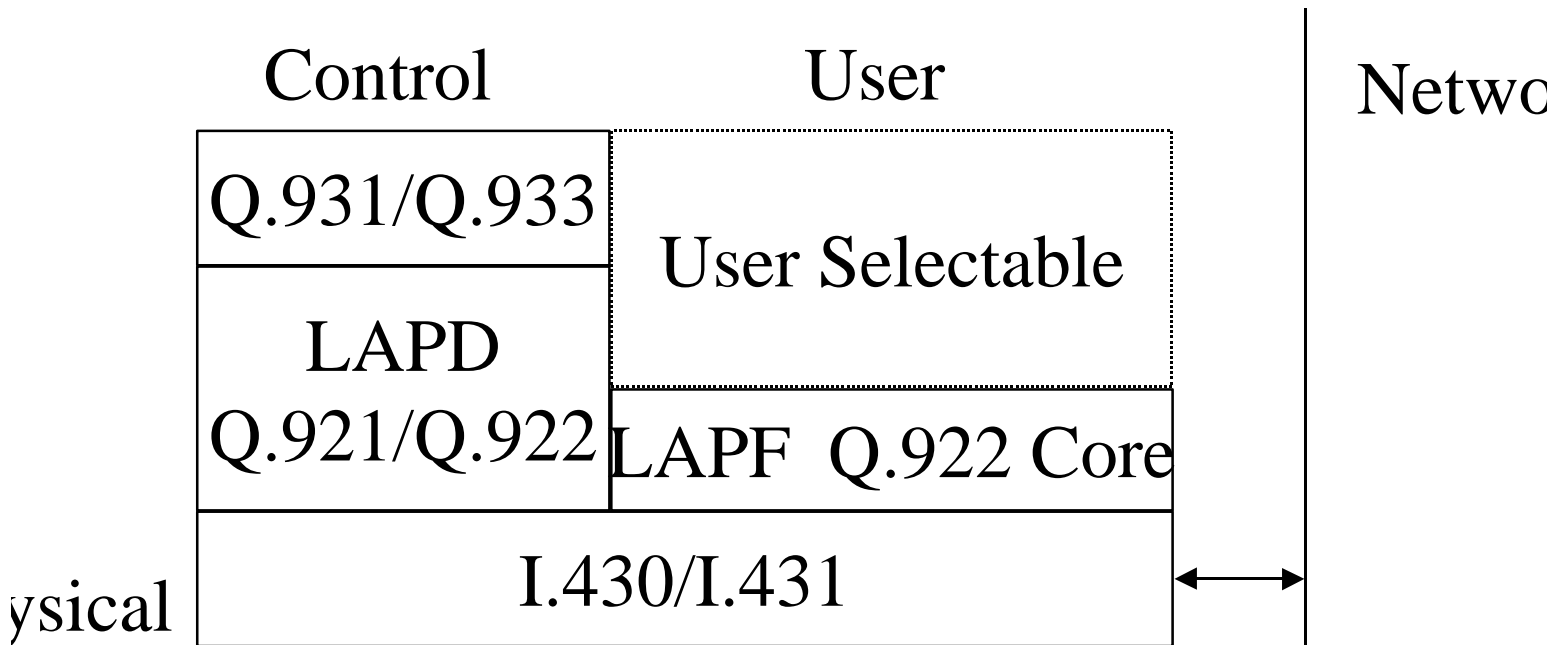 Control
User
Netwo
Q.931/Q.933
User Selectable
LAPD
Q.921/Q.922
LAPF Q.922 Core
I.430/I.431
ysical